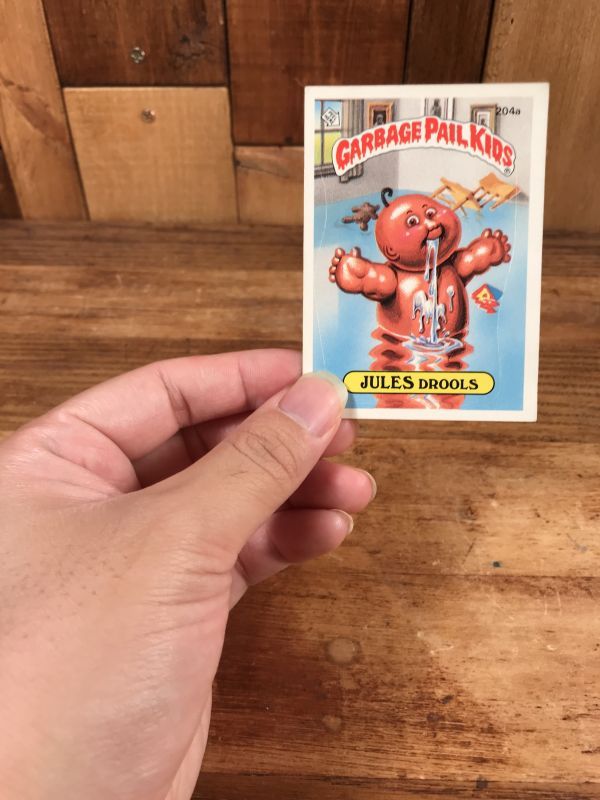 204a
GARBAGE PAIL KIDS
®
JULES DROOLS